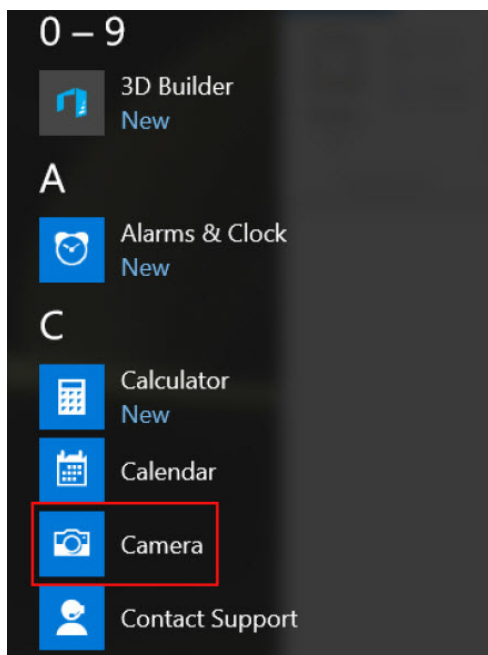 0 – 9
3D Builder
New
A
Alarms & Clock
New
C
Calculator
New
Calendar
Camera
Contact Support